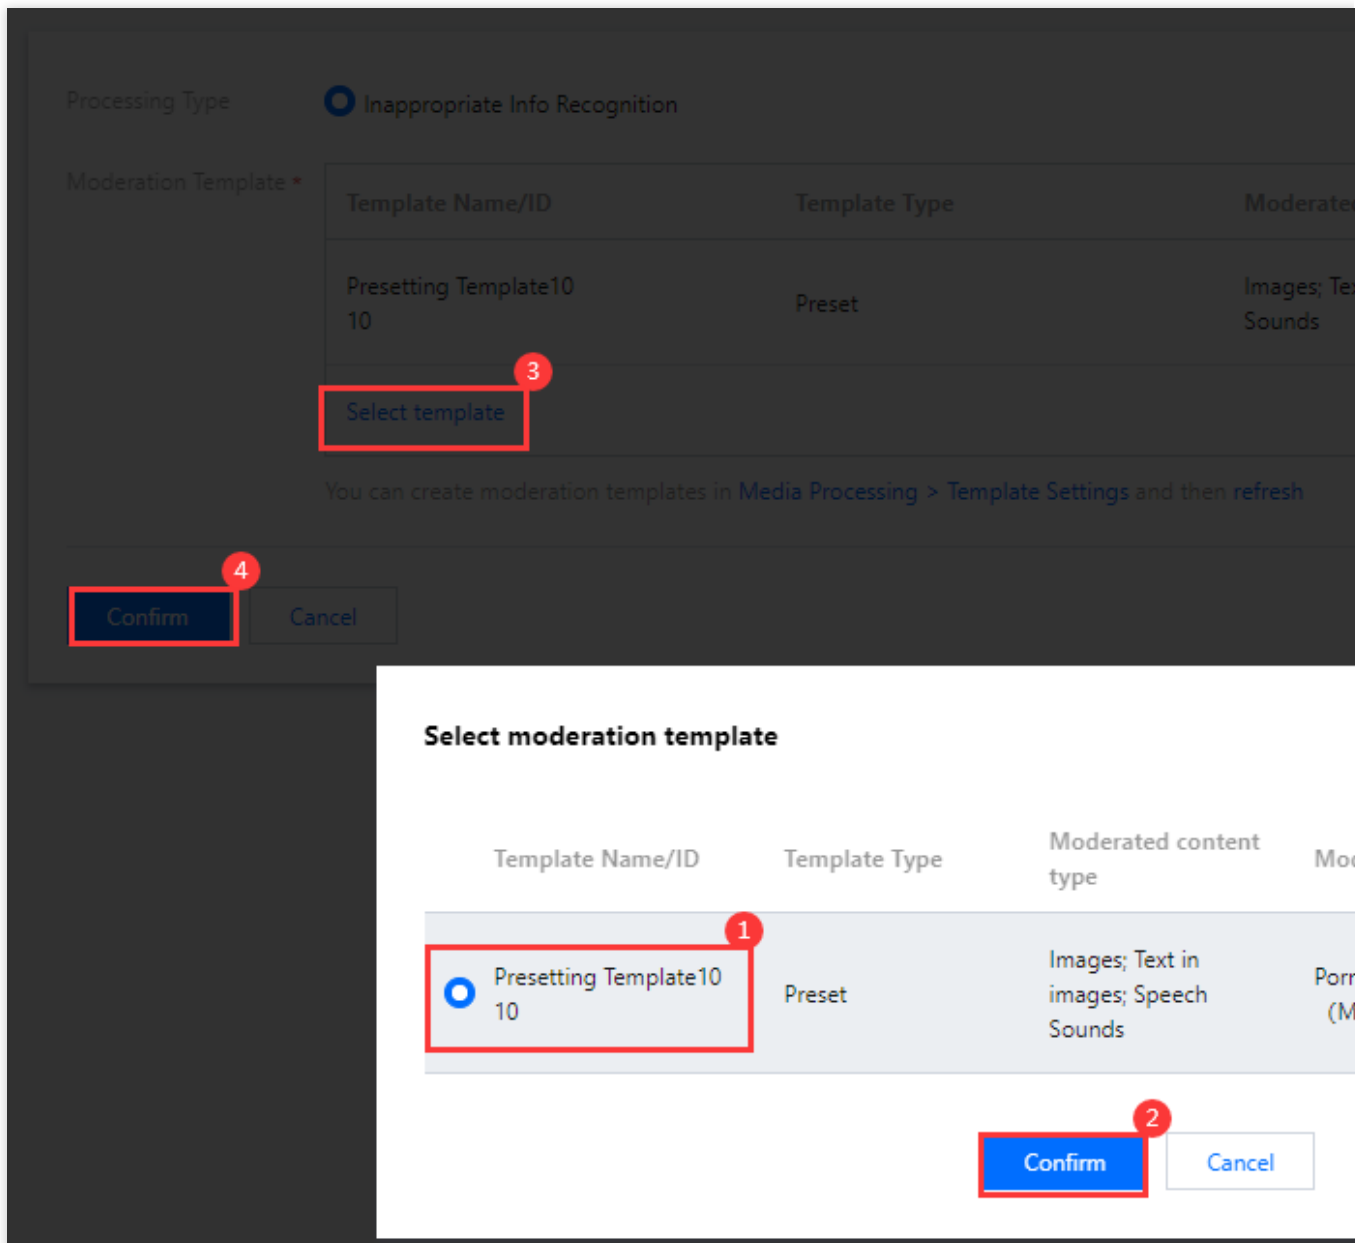 Processing Type
Inappropriate Info Recognition
Moderation Template *
Template Name/ID
Template Type
Presetting Template10
10
Preset
Images;
Sounds
3
Select template
You can create moderation templates in Media Processing > Template Settings and then refresh
4
Confirm
Cancel
Select moderation template
Template Name/ID
Template Type
Moderated content
type
1
Presetting Template10
10
Preset
Images; Text in
images; Speech
Sounds
2
Confirm
Cancel